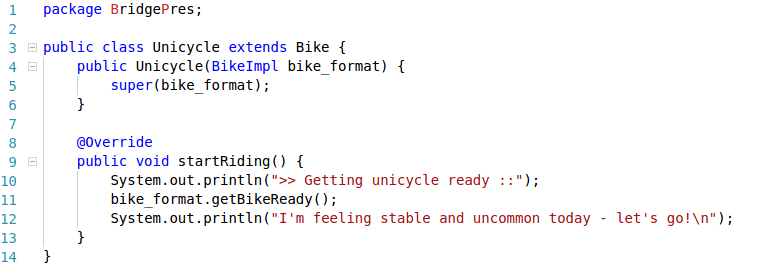 1 package BridgePres;
2
3 public class Unicycle extends Bike {
4     public Unicycle(BikeImpl bike_format) {
5         super(bike_format);
6     }
7
8     @Override
9     public void startRiding() {
10         System.out.println(">> Getting unicycle ready ::");
11         bike_format.getBikeReady();
12         System.out.println("I'm feeling stable and uncommon today - let's go!\n");
13     }
14 }